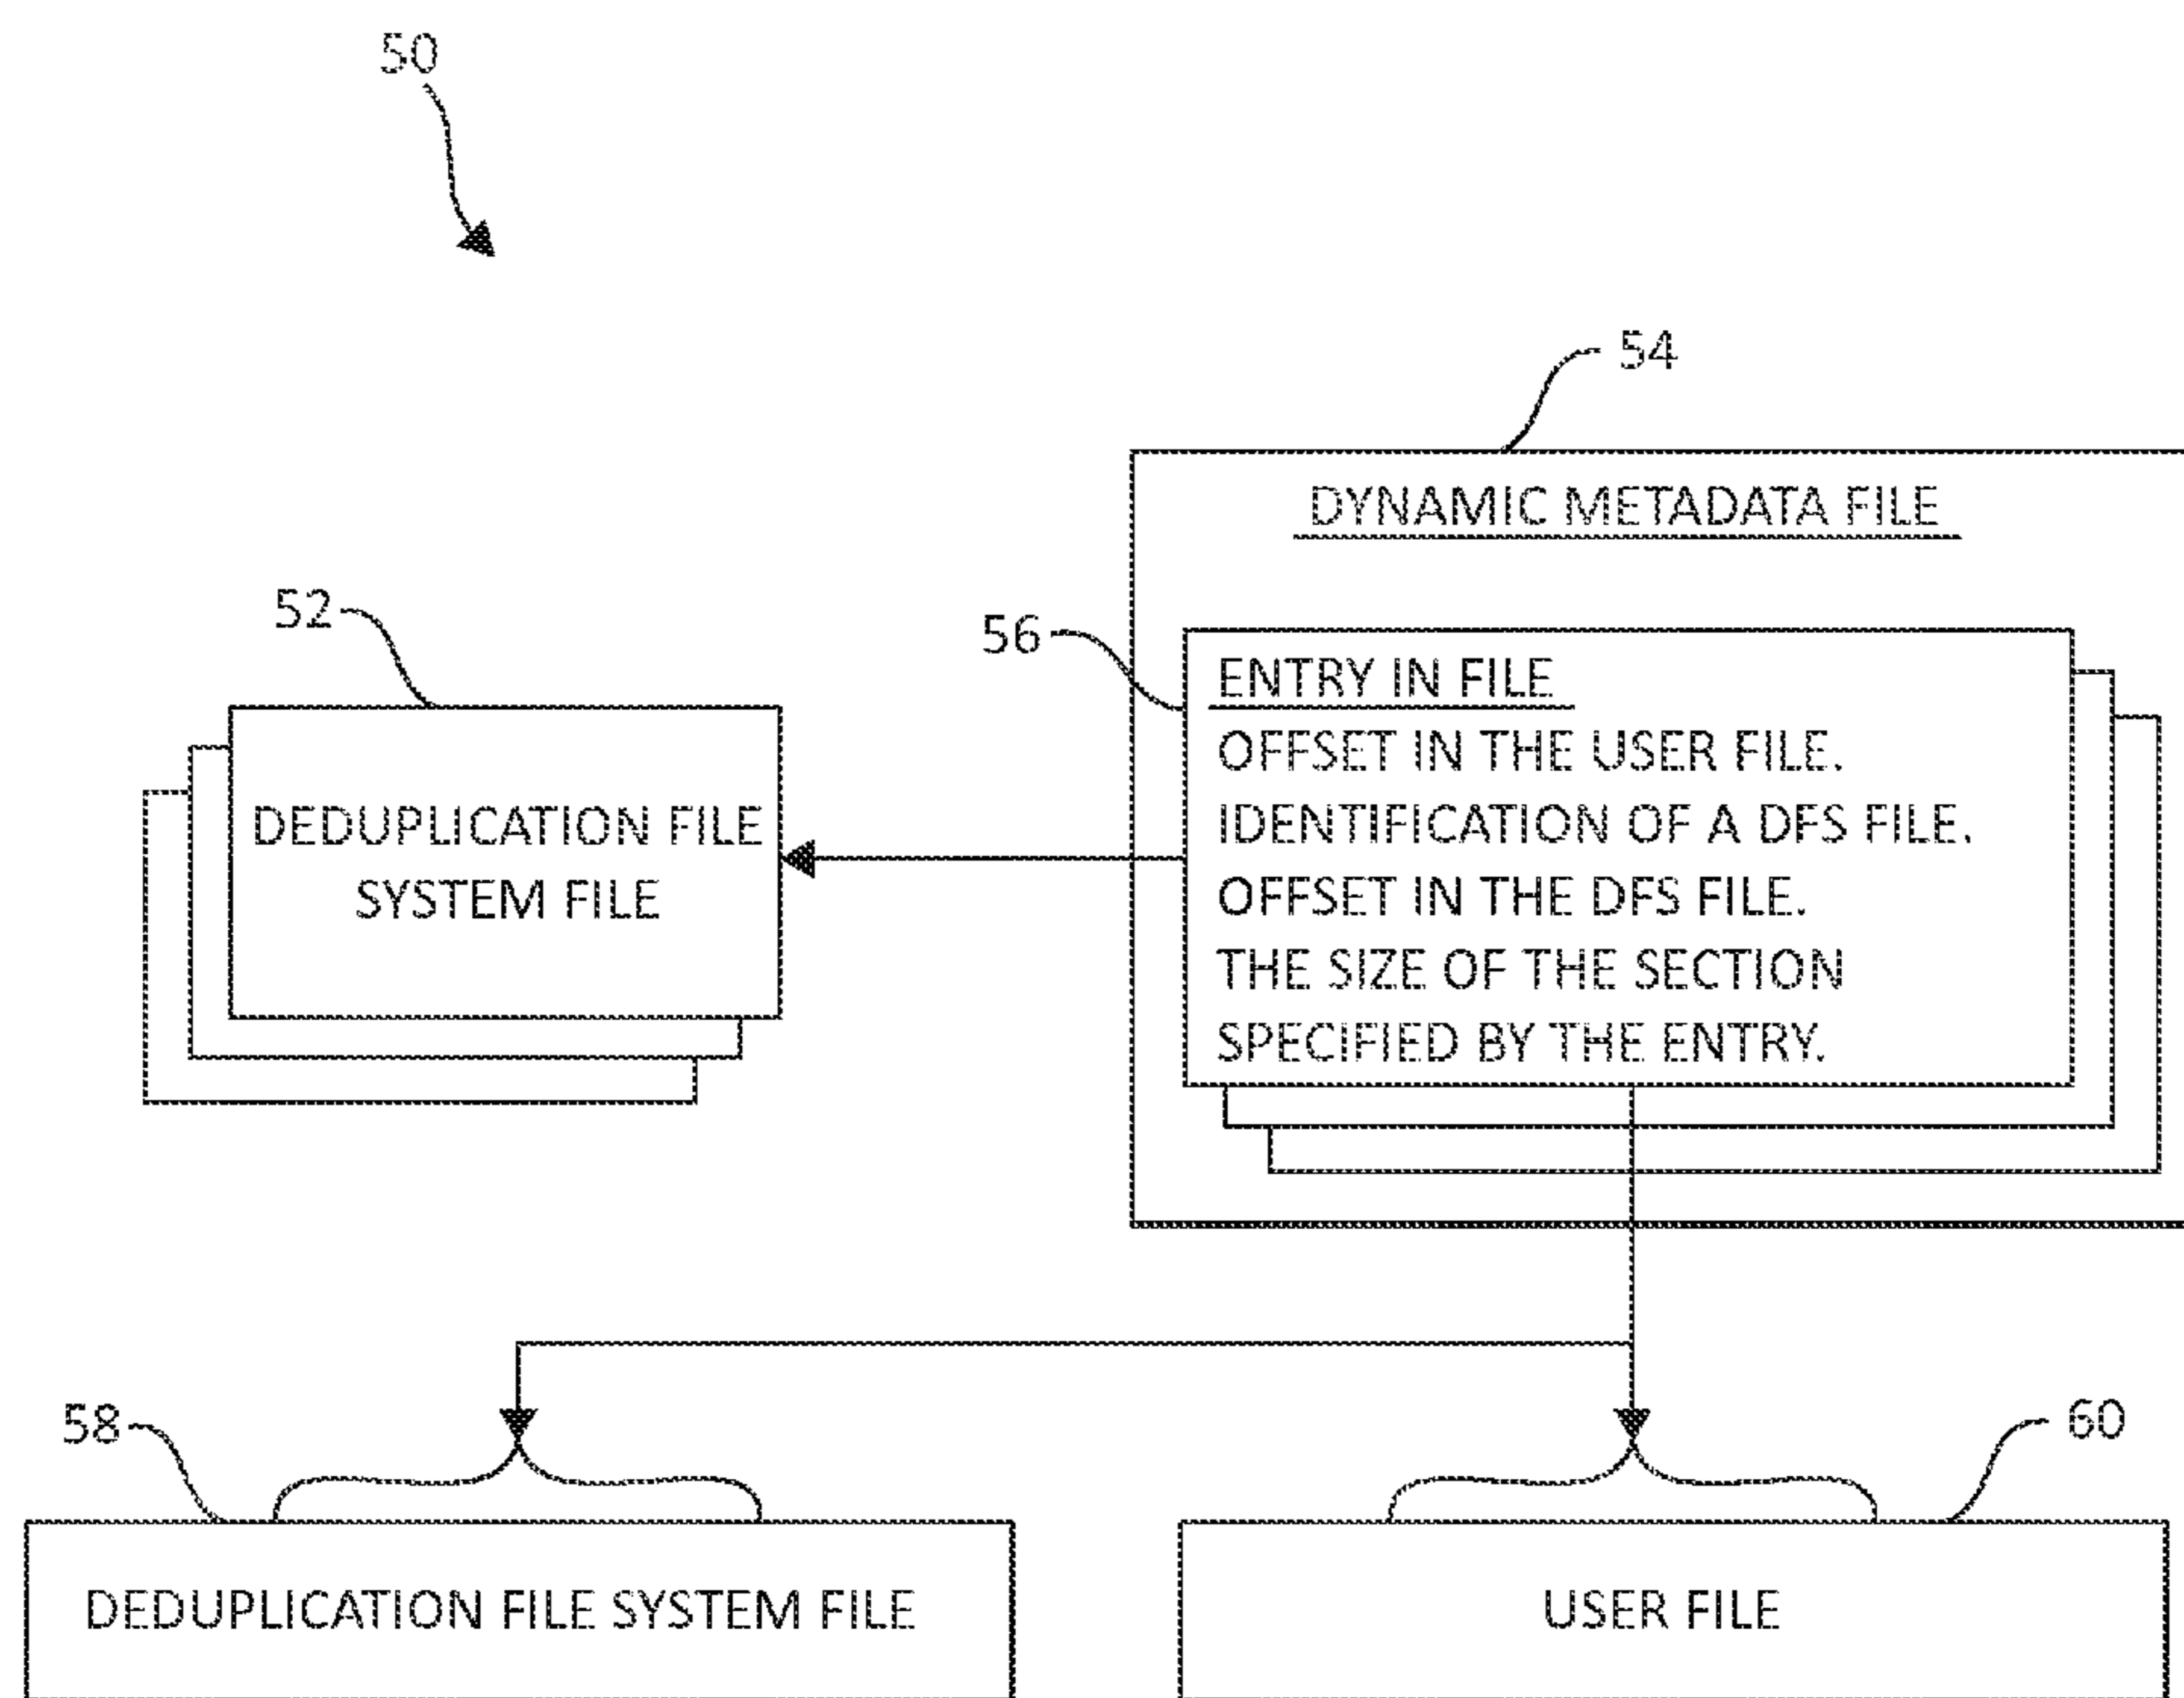 50
54
DYNAMIC METADATA FILE
52
56
ENTRY IN FILE
OFFSET IN THE USER FILE.
IDENTIFICATION OF A DFS FILE.
OFFSET IN THE DFS FILE.
THE SIZE OF THE SECTION
SPECIFIED BY THE ENTRY.
DEDUPLICATION FILE
SYSTEM FILE
58
60
DEDUPLICATION FILE SYSTEM FILE
USER FILE